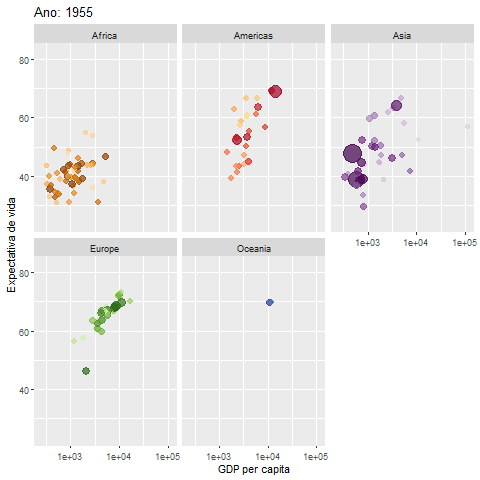 Ano: 1955
Africa Americas Asia
80
60
40
1e+03 1e+04 1e+05
Expectativa de vida
Europe Oceania
80
60
40
1e+03 1e+04 1e+05 1e+03 1e+04 1e+05
GDP per capita